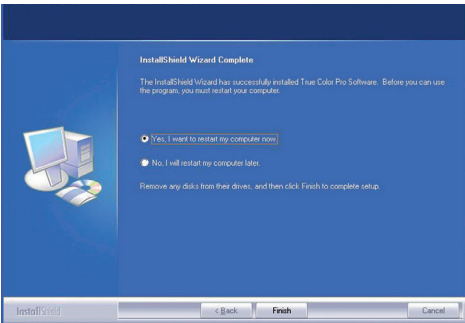 InstallShield Wizard Complete
The InstallShield Wizard has successfully installed True Color Pro Software. Before you can use
the program, you must restart your computer.
Yes, I want to restart my computer now.
No, I will restart my computer later.
Remove any disks from their drives, and then click Finish to complete setup.
InstallShield
< Back
Finish
Cancel